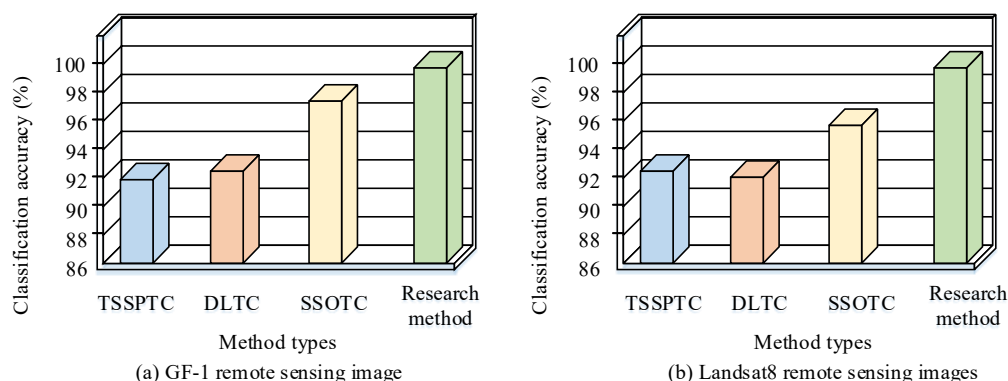 Classification accuracy (%)
100
98
96
94
92
90
88
86
TSSPTC DLTC SSOTC Research
method
Method types
(a) GF-1 remote sensing image
Classification accuracy (%)
100
98
96
94
92
90
88
86
TSSPTC DLTC SSOTC Research
method
Method types
(b) Landsat8 remote sensing images